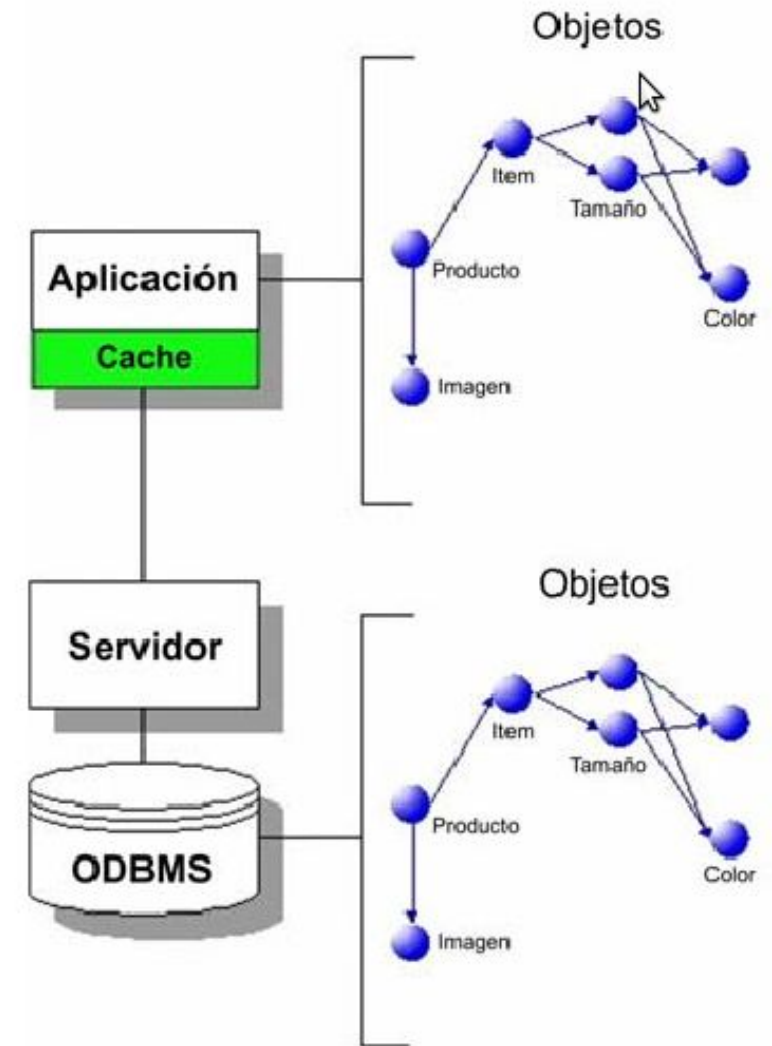 Objetos
Item
Tamaño
Aplicación
Producto
Color
Cache
Imagen
Objetos
Servidor
Item
Tamaño
Producto
ODBMS
Color
Imagen